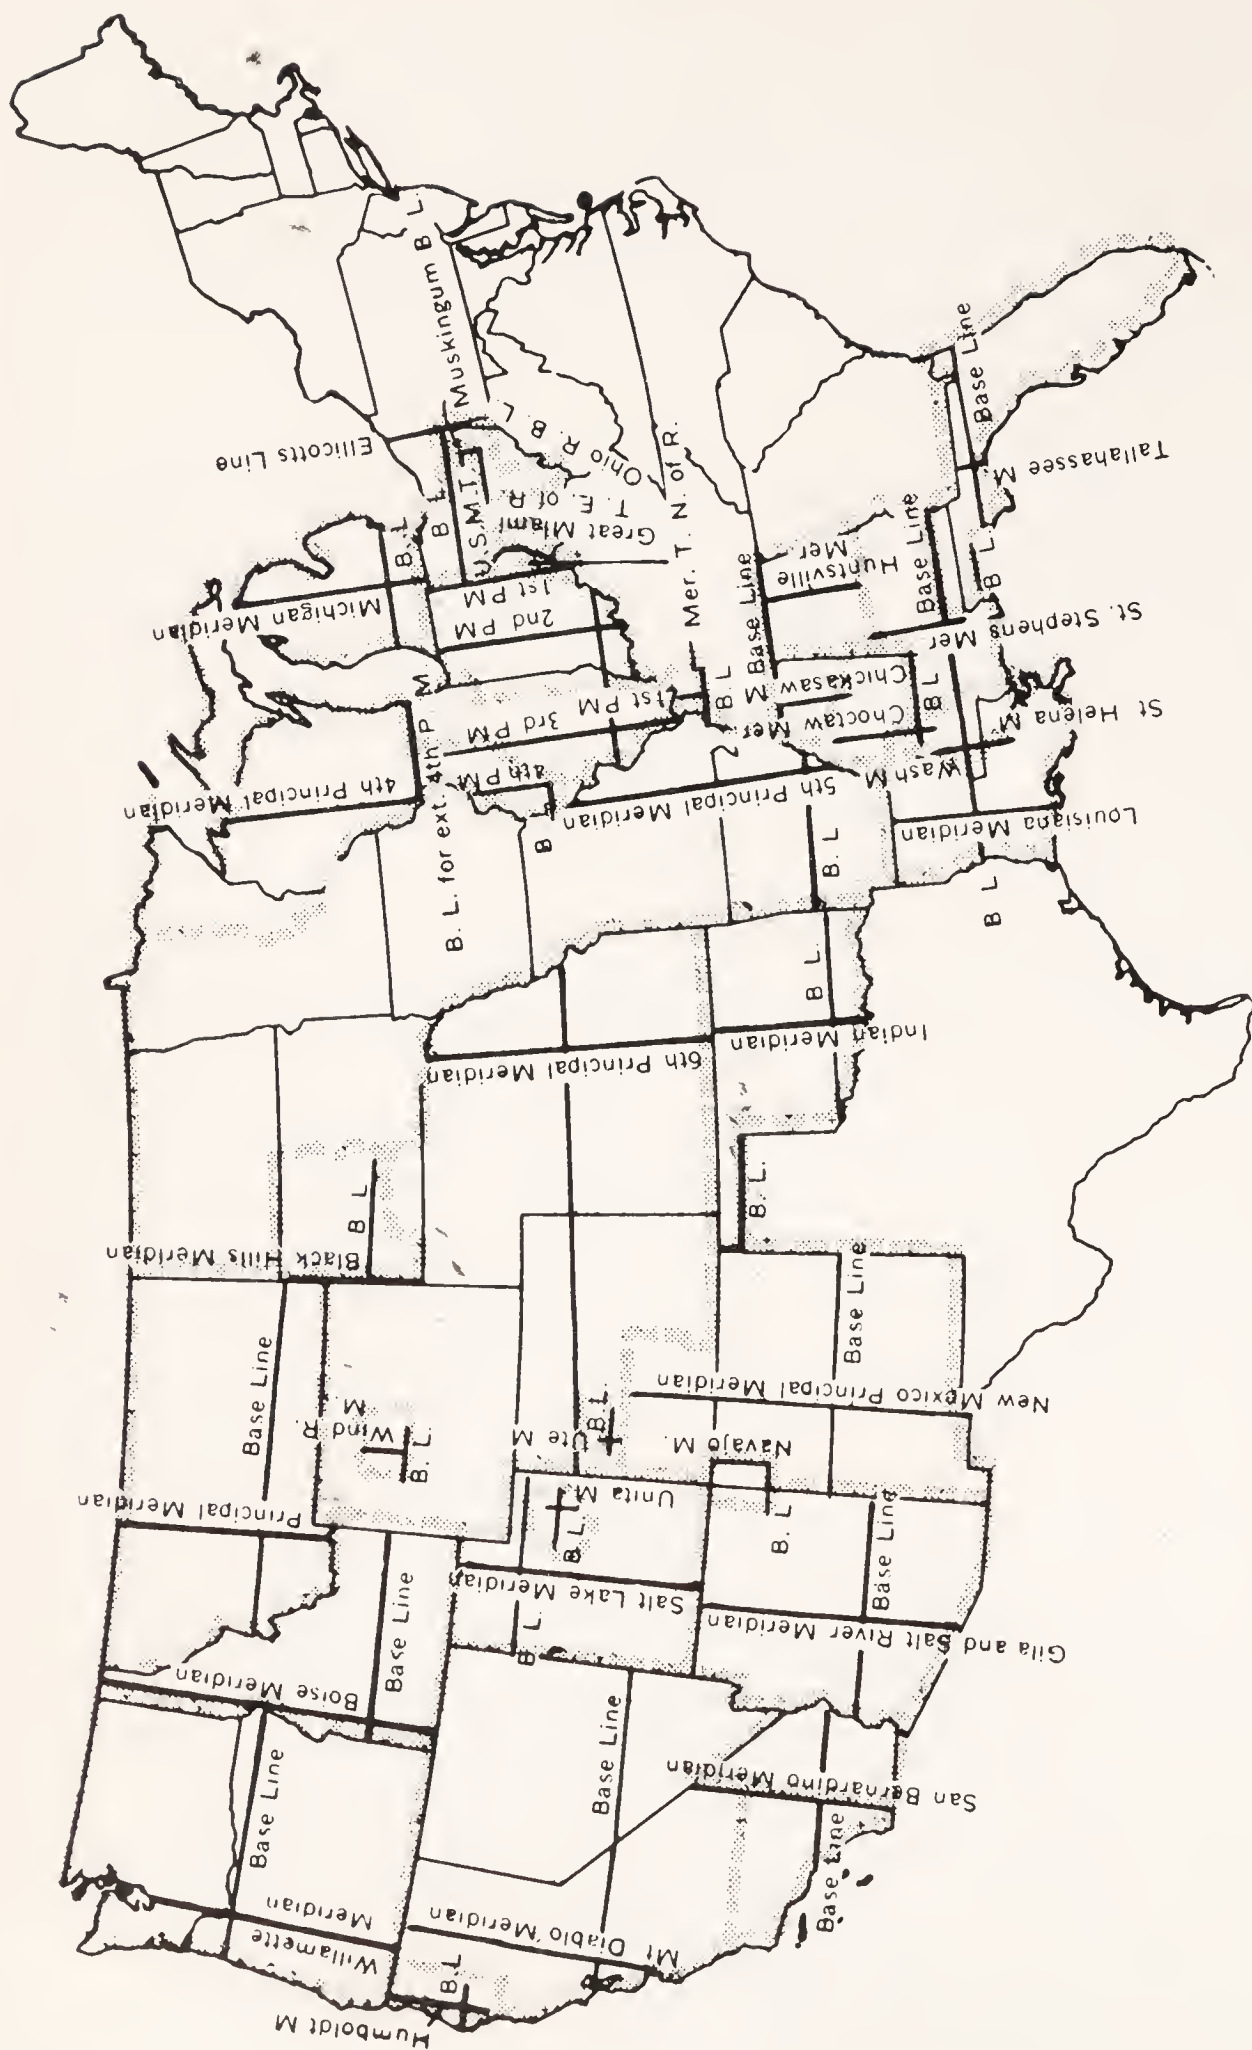 Humboldt M
B.L
Willamette
Meridian
Base Line
Mt Diablo Meridian
Base Line
San Bernardino Meridian
Base Line
Boise Meridian
Base Line
Principal Meridian
Base Line
Salt Lake Meridian
B L.
Unita M.
B.L.
Gila and Salt River Meridian
Base Line
Navajo M.
B. L
Wind R.
M.
B. L.
Ute M
B.L.
New Mexico Principal Meridian
Base Line
Black Hills Meridian
B L
B. L.
6th Principal Meridian
Indian Meridian
B L
4th Principal Meridian
B. L. for ext. 4th P M
4th PM
B L
5th Principal Meridian
B. L
Louisiana Meridian
B L
3rd PM
1st PM
B L
2nd PM
1st PM
Michigan Meridian
B. L
B L
Ellicotts Line
U.S.M.T.
Muskingum B L.
Ohio R. B. L
T. E. of R.
Great Miami
Mer. T. N. of R.
Base Line
Chickasaw M
Choctaw Mer
B L
Wash M
St Helena M
Huntsville
Mer
Base Line
St. Stephens Mer
B L.
Tallahassee M.
Base Line